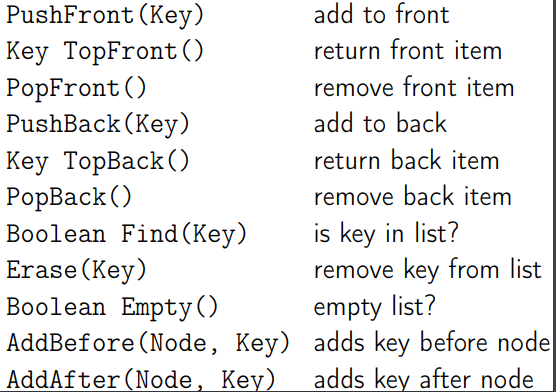 PushFront(Key) add to front
Key TopFront() return front item
PopFront() remove front item
PushBack(Key) add to back
Key TopBack() return back item
PopBack() remove back item
Boolean Find(Key) is key in list?
Erase(Key) remove key from list
Boolean Empty() empty list?
AddBefore(Node, Key) adds key before node
AddAfter(Node, Key) adds key after node